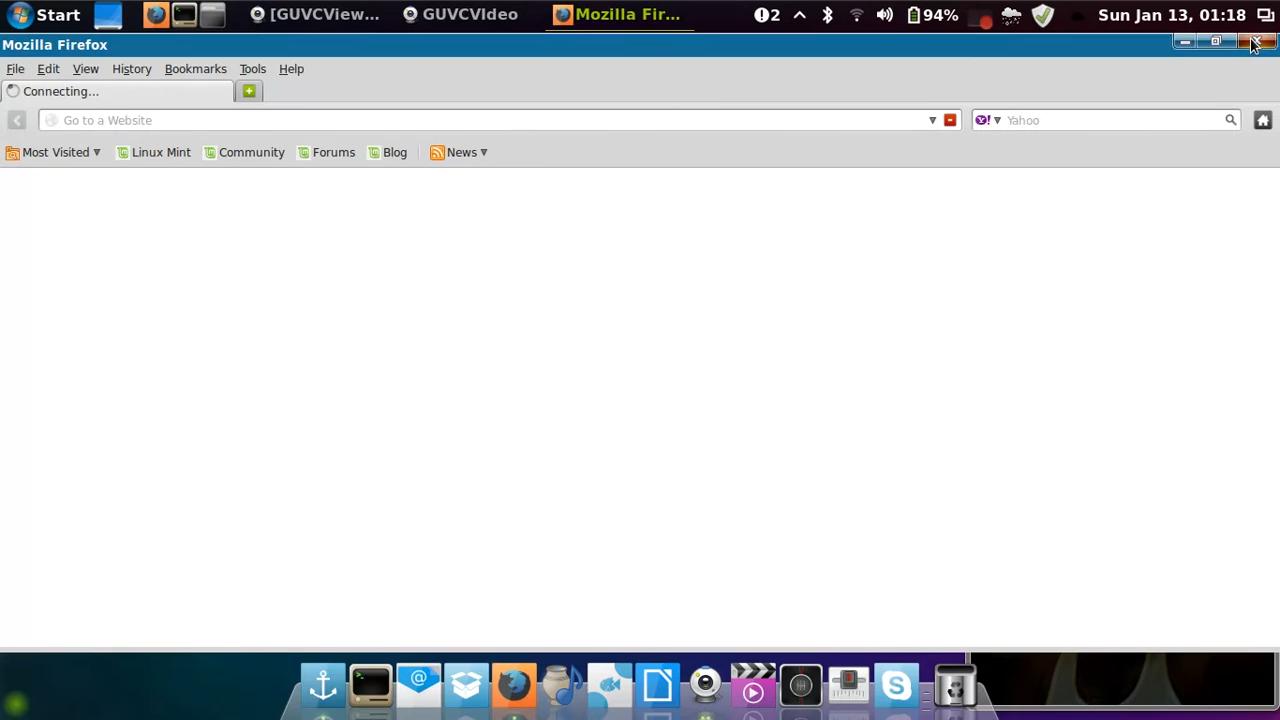 Start [GUVCView... GUVCVIdeo Mozilla Fir... 2 94% Sun Jan 13, 01:18
Mozilla Firefox
File Edit View History Bookmarks Tools Help
Connecting...
Go to a Website Y! Yahoo
Most Visited Linux Mint Community Forums Blog News